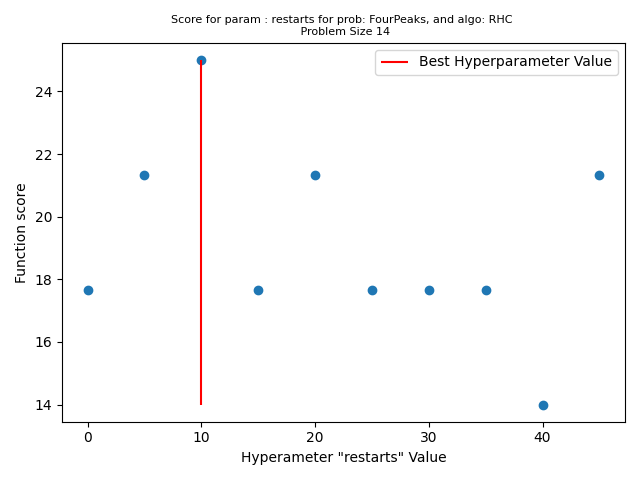 Score for param : restarts for prob: FourPeaks, and algo: RHC
Problem Size 14
Best Hyperparameter Value
Function score
24
22
20
18
16
14
0
10
20
30
40
Hyperameter "restarts" Value